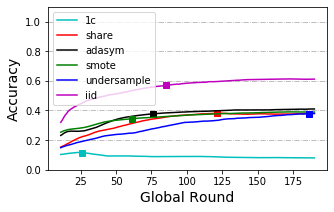 1.0
0.8
0.6
0.4
0.2
0.0
Accuracy
1c
share
adasym
smote
undersample
iid
25 50 75 100 125 150 175
Global Round